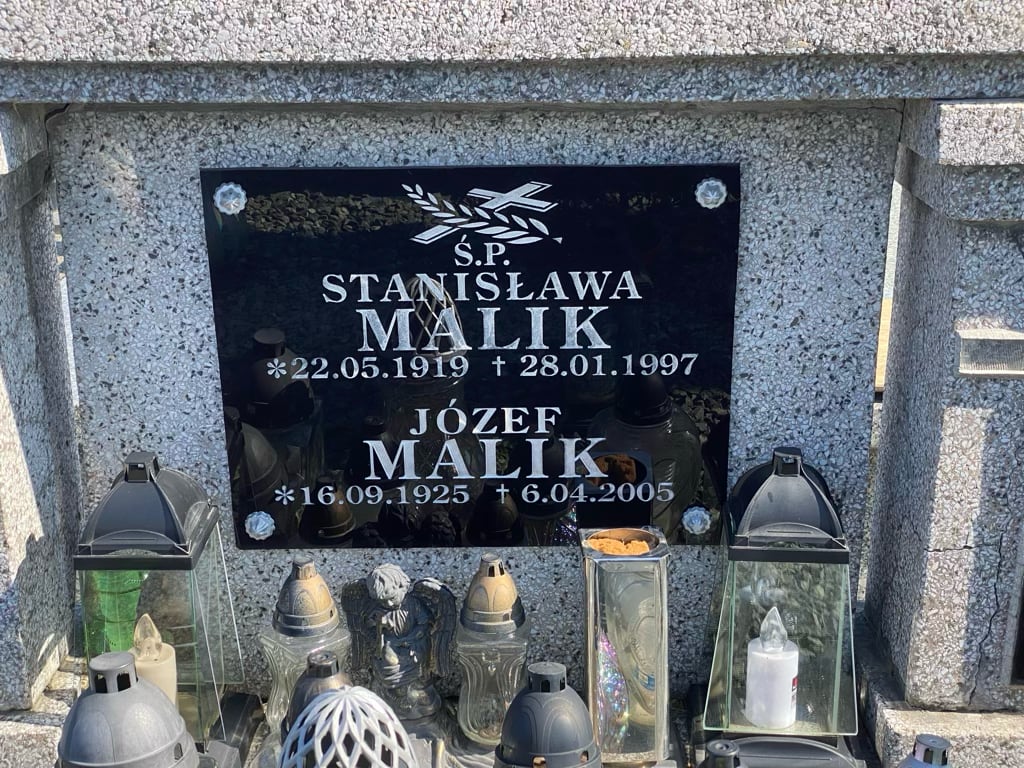 Ś.P.
STANISŁAWA
MALIK
*22.05.1919 † 28.01.1997
JÓZEF
MALIK
*16.09.1925 † 6.04.2005